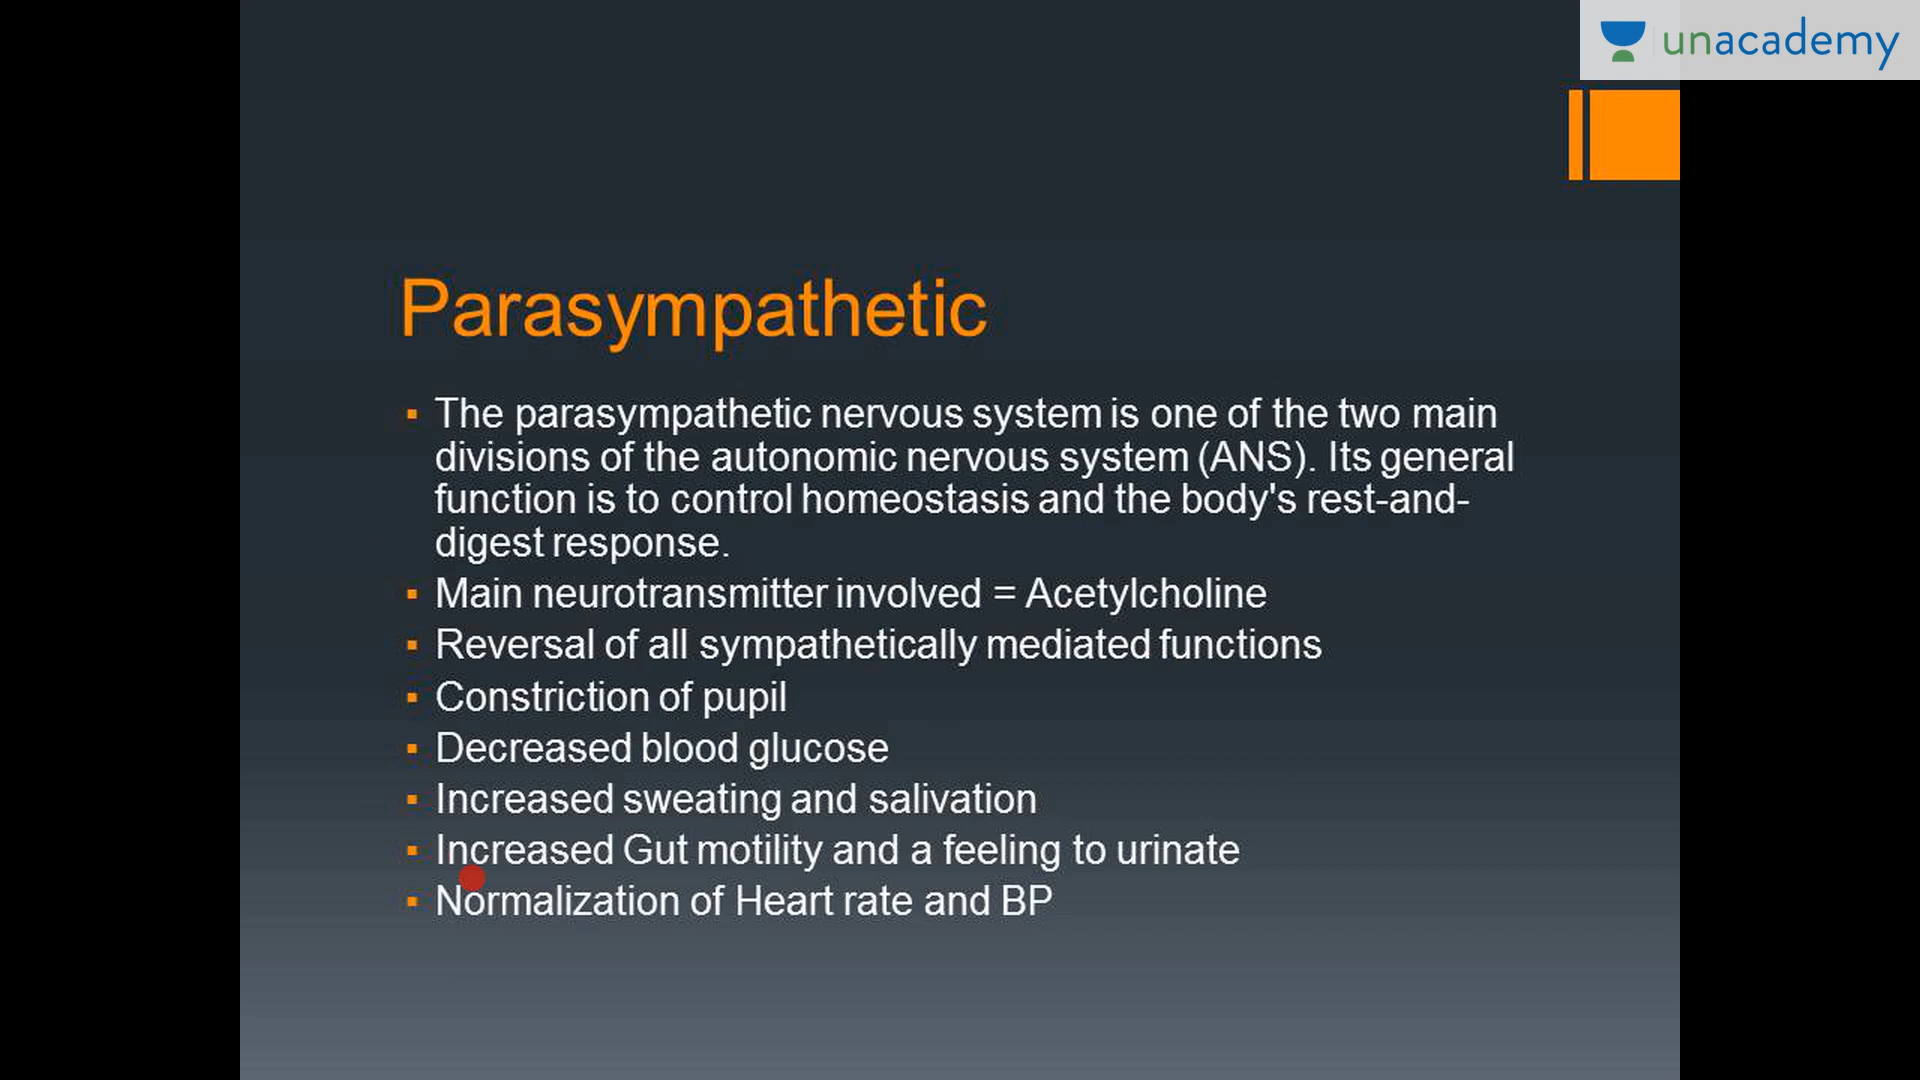 unacademy
Parasympathetic
▪ The parasympathetic nervous system is one of the two main
divisions of the autonomic nervous system (ANS). Its general
function is to control homeostasis and the body's rest-and-
digest response.
▪ Main neurotransmitter involved = Acetylcholine
▪ Reversal of all sympathetically mediated functions
▪ Constriction of pupil
▪ Decreased blood glucose
▪ Increased sweating and salivation
▪ Increased Gut motility and a feeling to urinate
▪ Normalization of Heart rate and BP